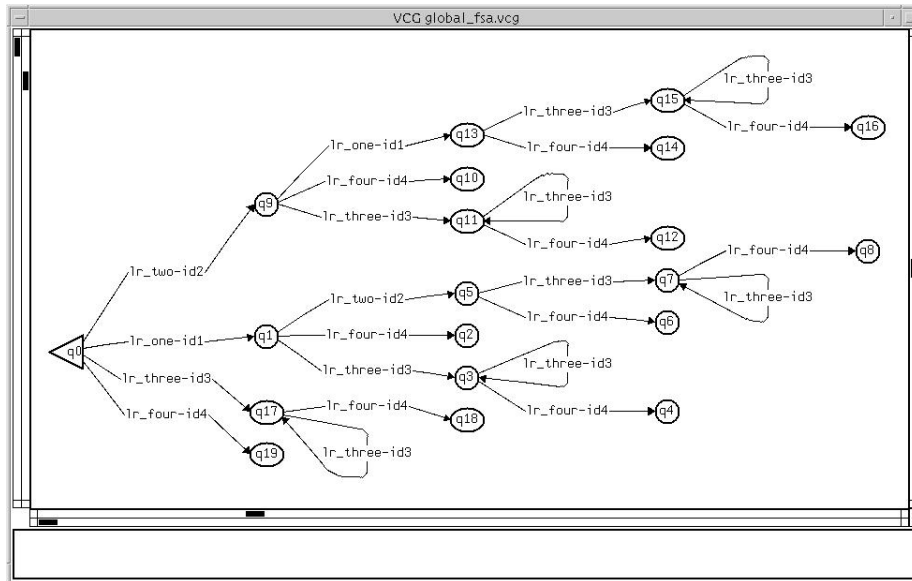 VCG global_fsa.vcg
lr_three-id3
q15
lr_three-id3
lr_four-id4
q16
q13
lr_one-id1
lr_four-id4
q14
lr_four-id4
q10
q9
lr_three-id3
lr_three-id3
q11
lr_four-id4
q12
lr_four-id4
q8
lr_two-id2
lr_three-id3
q7
lr_two-id2
q5
lr_three-id3
lr_four-id4
q6
lr_one-id1
q1
lr_four-id4
q2
q0
lr_three-id3
lr_three-id3
q3
lr_three-id3
lr_four-id4
q4
q17
lr_four-id4
q18
lr_four-id4
lr_three-id3
q19